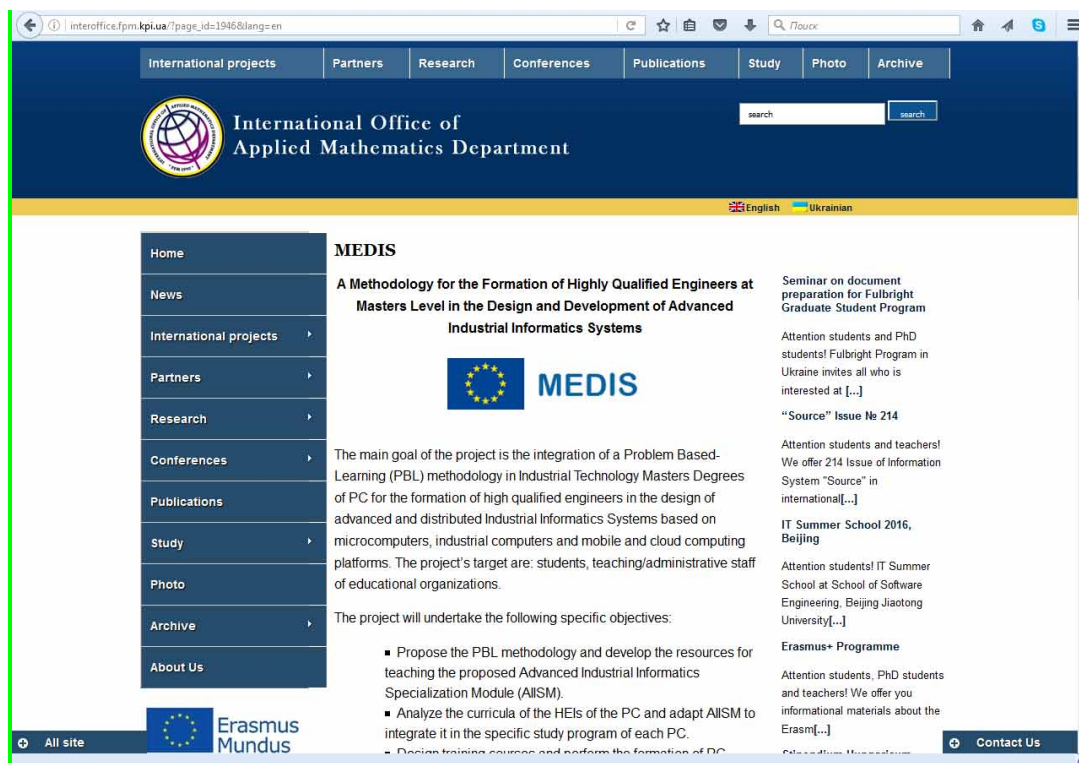 interoffice.fpm.kpi.ua/?page_id=1946&lang=en
Поиск
International projects Partners Research Conferences Publications Study Photo Archive
International Office of
Applied Mathematics Department
search search
English Ukrainian
Home
News
International projects
Partners
Research
Conferences
Publications
Study
Photo
Archive
About Us
Erasmus
Mundus
All site
MEDIS
A Methodology for the Formation of Highly Qualified Engineers at
Masters Level in the Design and Development of Advanced
Industrial Informatics Systems
MEDIS
The main goal of the project is the integration of a Problem Based-
Learning (PBL) methodology in Industrial Technology Masters Degrees
of PC for the formation of high qualified engineers in the design of
advanced and distributed Industrial Informatics Systems based on
microcomputers, industrial computers and mobile and cloud computing
platforms. The project's target are: students, teaching/administrative staff
of educational organizations.
The project will undertake the following specific objectives:
▪ Propose the PBL methodology and develop the resources for
teaching the proposed Advanced Industrial Informatics
Specialization Module (AIISM).
▪ Analyze the curricula of the HEIs of the PC and adapt AIISM to
integrate it in the specific study program of each PC.
▪ Design training courses and perform the formation of PC
Seminar on document
preparation for Fulbright
Graduate Student Program
Attention students and PhD
students! Fulbright Program in
Ukraine invites all who is
interested at [...]
"Source" Issue № 214
Attention students and teachers!
We offer 214 Issue of Information
System "Source" in
international[...]
IT Summer School 2016,
Beijing
Attention students! IT Summer
School at School of Software
Engineering, Beijing Jiaotong
University[...]
Erasmus+ Programme
Attention students, PhD students
and teachers! We offer you
informational materials about the
Erasm[...]
Stipendium Hungaricum
Contact Us